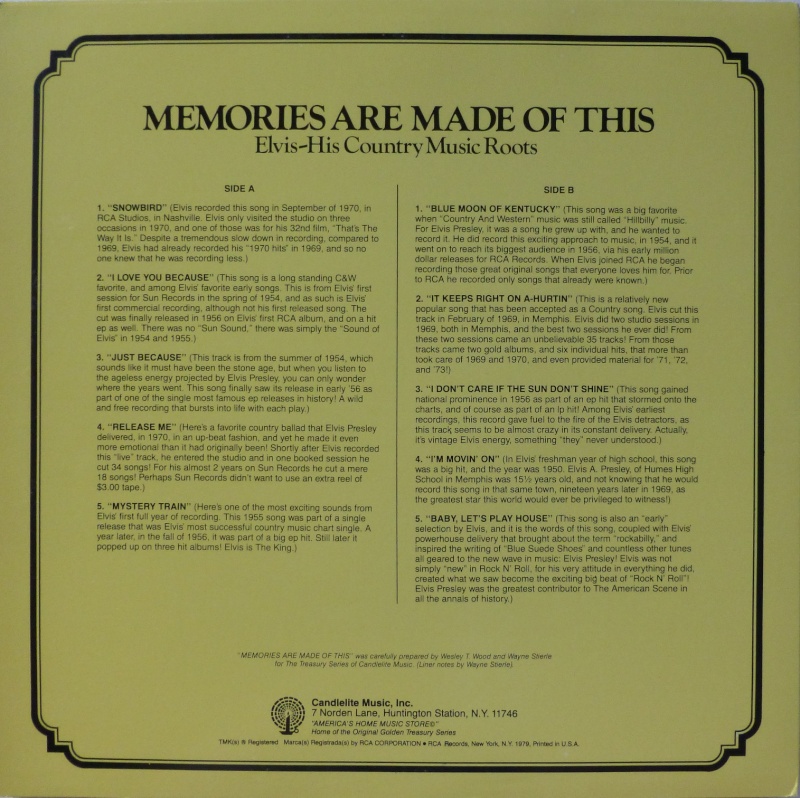 MEMORIES ARE MADE OF THIS
Elvis-His Country Music Roots
SIDE A
1. “SNOWBIRD” (Elvis recorded this song in September of 1970, in
RCA Studios, in Nashville. Elvis only visited the studio on three
occasions in 1970, and one of those was for his 32nd film, “That's The
Way It Is.” Despite a tremendous slow down in recording, compared to
1969, Elvis had already recorded his “1970 hits” in 1969, and so no
one knew that he was recording less.)
2. “I LOVE YOU BECAUSE” (This song is a long standing C&W
favorite, and among Elvis' favorite early songs. This is from Elvis' first
session for Sun Records in the spring of 1954, and as such is Elvis'
first commercial recording, although not his first released song. The
cut was finally released in 1956 on Elvis' first RCA album, and on a hit
ep as well. There was no “Sun Sound,” there was simply the “Sound of
Elvis” in 1954 and 1955.)
3. “JUST BECAUSE” (This track is from the summer of 1954, which
sounds like it must have been the stone age, but when you listen to
the ageless energy projected by Elvis Presley, you can only wonder
where the years went. This song finally saw its release in early '56 as
part of one of the single most famous ep releases in history! A wild
and free recording that bursts into life with each play.)
4. “RELEASE ME” (Here's a favorite country ballad that Elvis Presley
delivered, in 1970, in an up-beat fashion, and yet he made it even
more emotional than it had originally been! Shortly after Elvis recorded
this “live” track, he entered the studio and in one booked session he
cut 34 songs! For his almost 2 years on Sun Records he cut a mere
18 songs! Perhaps Sun Records didn't want to use an extra reel of
$3.00 tape.)
5. “MYSTERY TRAIN” (Here's one of the most exciting sounds from
Elvis' first full year of recording. This 1955 song was part of a single
release that was Elvis' most successful country music chart single. A
year later, in the fall of 1956, it was part of a big ep hit. Still later it
popped up on three hit albums! Elvis is The King.)
SIDE B
1. “BLUE MOON OF KENTUCKY” (This song was a big favorite
when “Country And Western” music was still called “Hillbilly” music.
For Elvis Presley, it was a song he grew up with, and he wanted to
record it. He did record this exciting approach to music, in 1954, and it
went on to reach its biggest audience in 1956, via his early million
dollar releases for RCA Records. When Elvis joined RCA he began
recording those great original songs that everyone loves him for. Prior
to RCA he recorded only songs that already were known.)
2. “IT KEEPS RIGHT ON A-HURTIN” (This is a relatively new
popular song that has been accepted as a Country song. Elvis cut this
track in February of 1969, in Memphis. Elvis did two studio sessions in
1969, both in Memphis, and the best two sessions he ever did! From
these two sessions came an unbelievable 35 tracks! From those
tracks came two gold albums, and six individual hits, that more than
took care of 1969 and 1970, and even provided material for '71, '72,
and '73!)
3. “I DON'T CARE IF THE SUN DON'T SHINE” (This song gained
national prominence in 1956 as part of an ep hit that stormed onto the
charts, and of course as part of an lp hit! Among Elvis' earliest
recordings, this record gave fuel to the fire of the Elvis detractors, as
this track seems to be almost crazy in its constant delivery. Actually,
it's vintage Elvis energy, something “they” never understood.)
4. “I'M MOVIN' ON” (In Elvis' freshman year of high school, this song
was a big hit, and the year was 1950. Elvis A. Presley, of Humes High
School in Memphis was 15½ years old, and not knowing that he would
record this song in that same town, nineteen years later in 1969, as
the greatest star this world would ever be privileged to witness!)
5. “BABY, LET'S PLAY HOUSE” (This song is also an “early”
selection by Elvis, and it is the words of this song, coupled with Elvis'
powerhouse delivery that brought about the term “rockabilly,” and
inspired the writing of “Blue Suede Shoes” and countless other tunes
all geared to the new wave in music: Elvis Presley! Elvis was not
simply “new” in Rock N' Roll, for his very attitude in everything he did,
created what we saw become the exciting big beat of “Rock N' Roll”!
Elvis Presley was the greatest contributor to The American Scene in
all the annals of history.)
“MEMORIES ARE MADE OF THIS” was carefully prepared by Wesley T. Wood and Wayne Stierle
for The Treasury Series of Candlelite Music. (Liner notes by Wayne Stierle).
Candlelite Music, Inc.
7 Norden Lane, Huntington Station, N.Y. 11746
“AMERICA'S HOME MUSIC STORE®”
Home of the Original Golden Treasury Series
TMK(s) ® Registered Marca(s) Registrada(s) by RCA CORPORATION ● RCA Records, New York, N.Y. 1979, Printed in U.S.A.